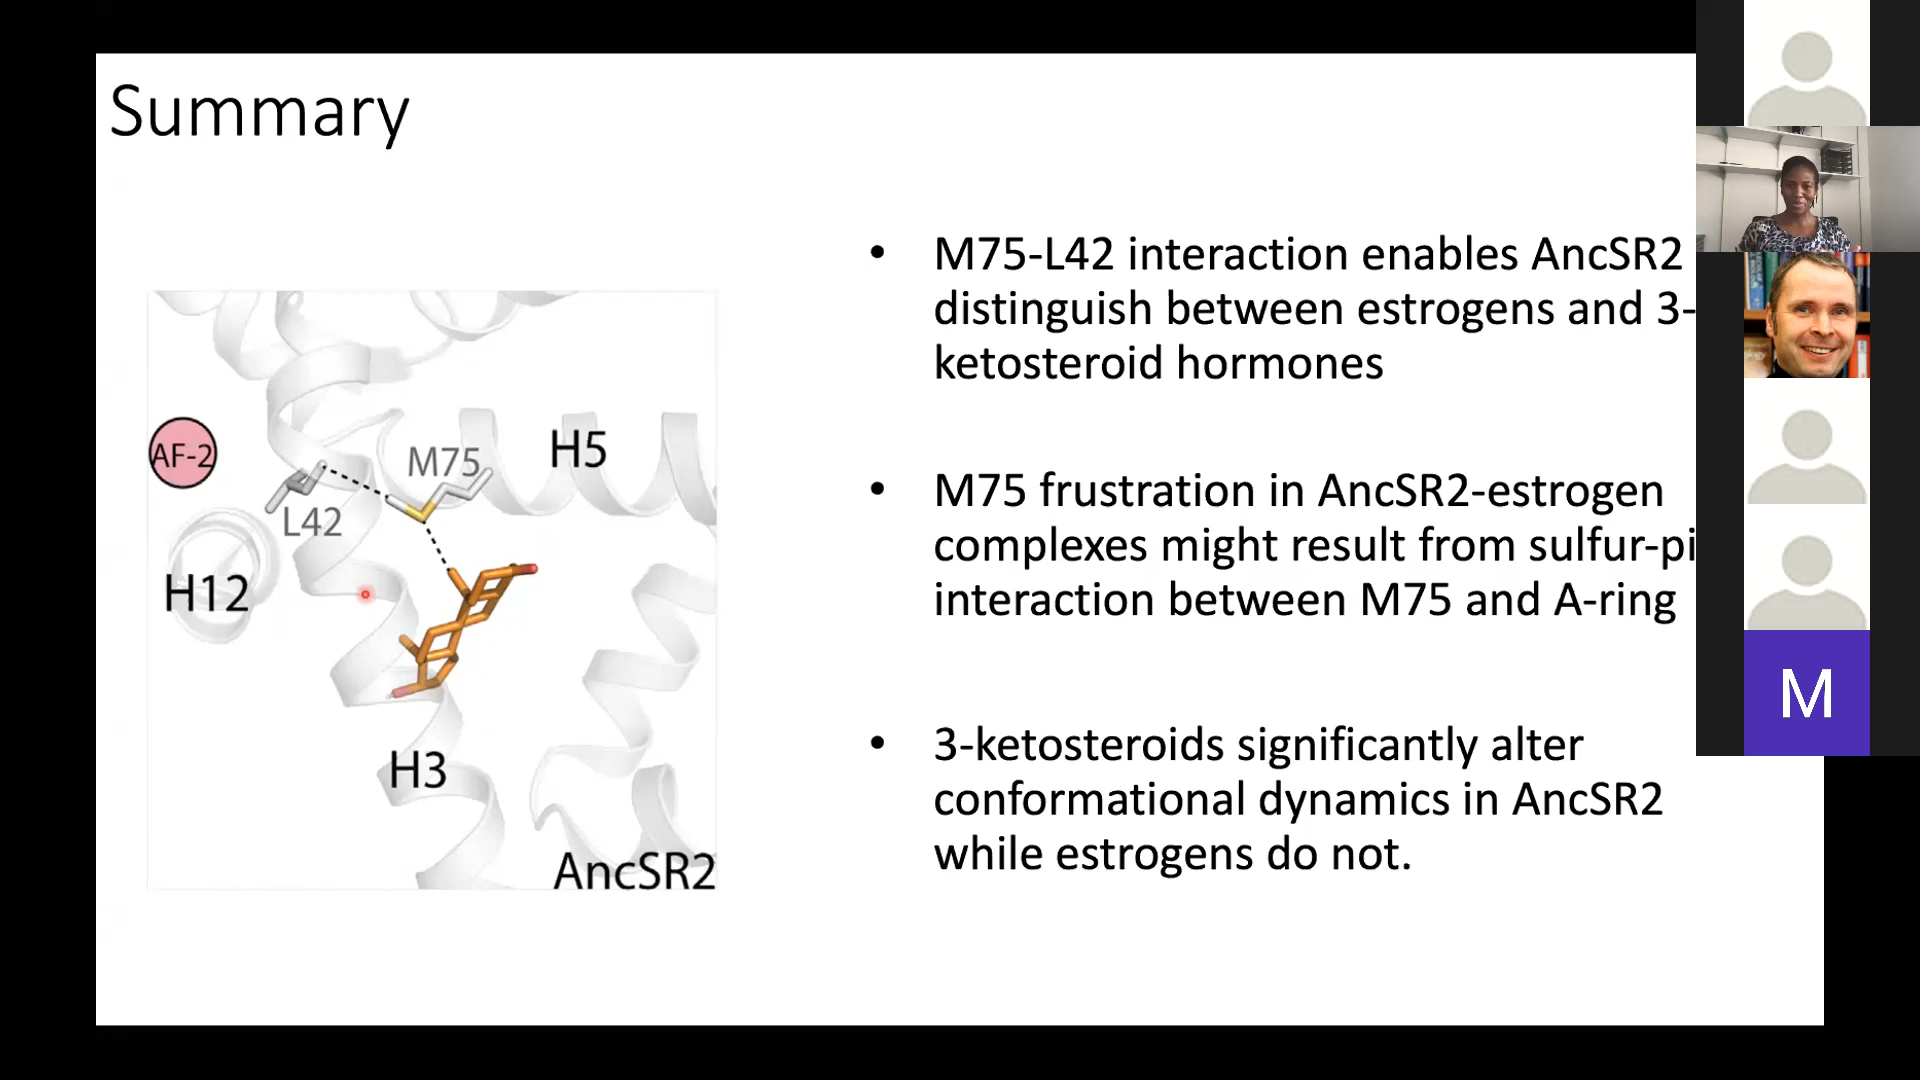 Summary
• M75-L42 interaction enables AncSR2
distinguish between estrogens and 3-
ketosteroid hormones
• M75 frustration in AncSR2-estrogen
complexes might result from sulfur-pi
interaction between M75 and A-ring
• 3-ketosteroids significantly alter
conformational dynamics in AncSR2
while estrogens do not.
AF-2
M75
H5
L42
H12
H3
AncSR2
M